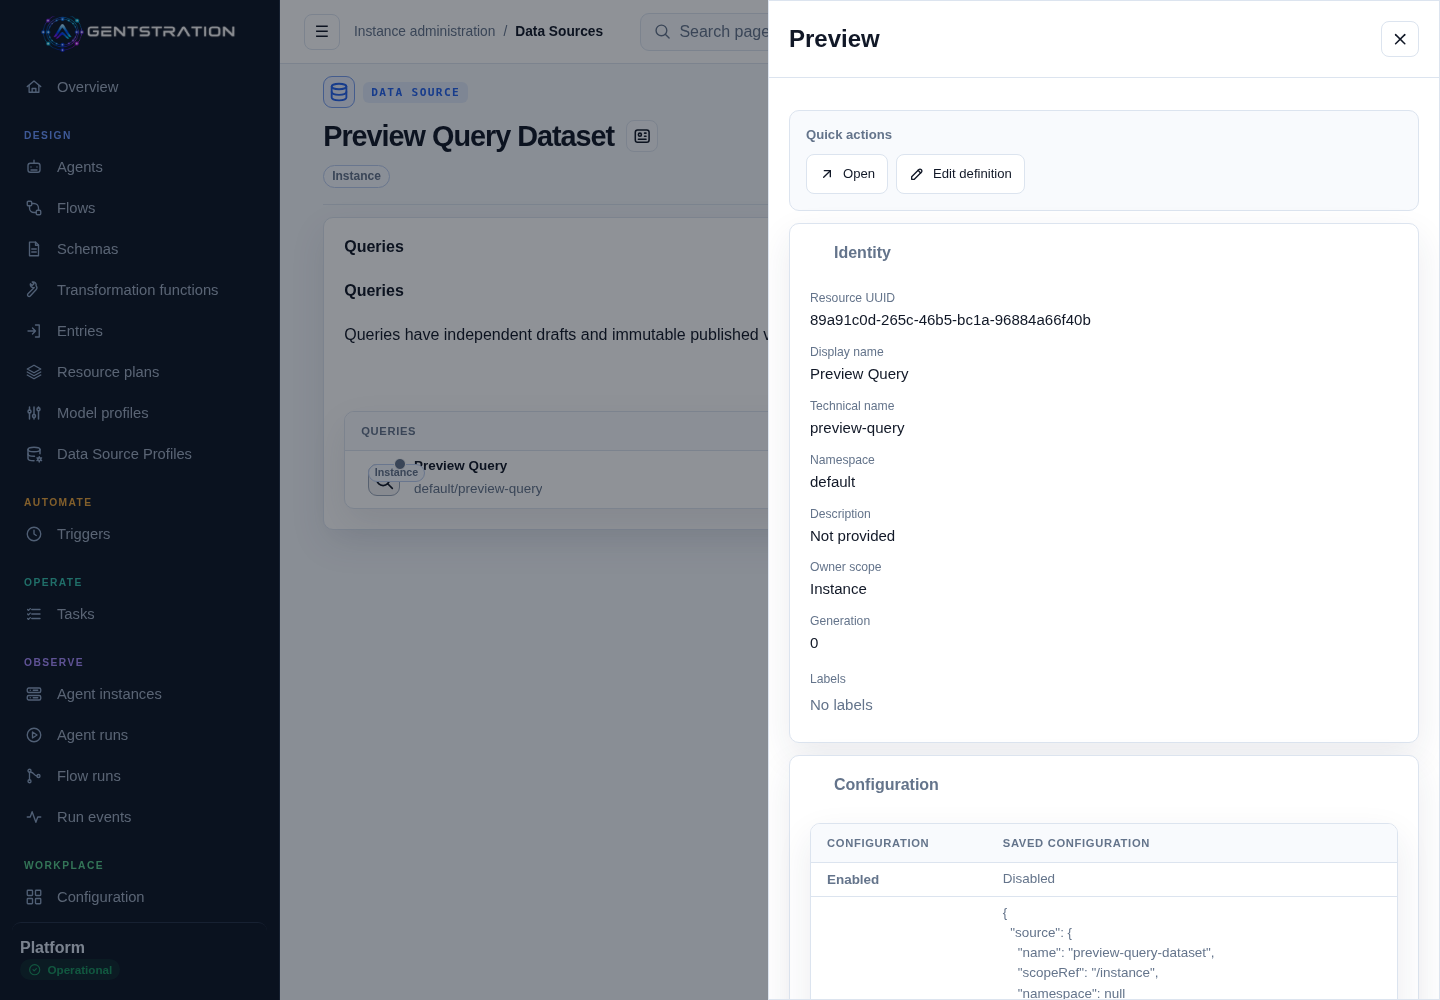 GENTSTRATION
Overview
DESIGN
Agents
Flows
Schemas
Transformation functions
Entries
Resource plans
Model profiles
Data Source Profiles
AUTOMATE
Triggers
OPERATE
Tasks
OBSERVE
Agent instances
Agent runs
Flow runs
Run events
WORKPLACE
Configuration
Platform
Operational
Instance administration / Data Sources
Search page
DATA SOURCE
Preview Query Dataset
Instance
Queries
Queries
Queries have independent drafts and immutable published v
QUERIES
Instance
Preview Query
default/preview-query
Preview
Quick actions
Open
Edit definition
Identity
Resource UUID
89a91c0d-265c-46b5-bc1a-96884a66f40b
Display name
Preview Query
Technical name
preview-query
Namespace
default
Description
Not provided
Owner scope
Instance
Generation
0
Labels
No labels
Configuration
CONFIGURATION SAVED CONFIGURATION
Enabled Disabled
{
"source": {
"name": "preview-query-dataset",
"scopeRef": "/instance",
"namespace": null